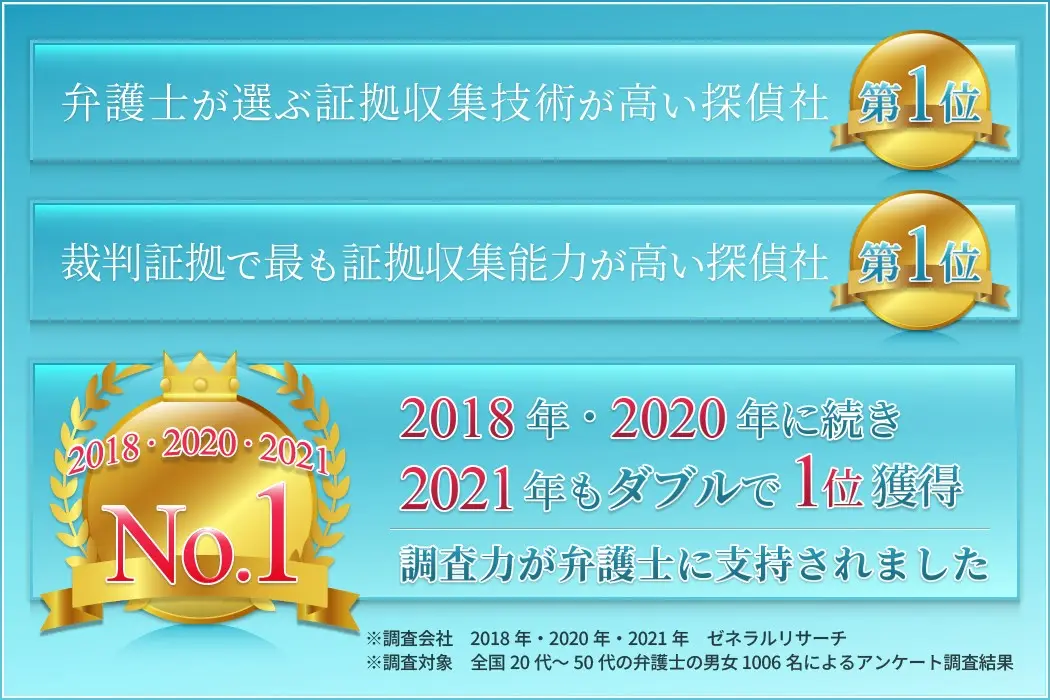 弁護士が選ぶ証拠収集技術が高い探偵社
第1位
裁判証拠で最も証拠収集能力が高い探偵社
第1位
2018・2020・2021
No.1
2018年・2020年に続き
2021年もダブルで1位獲得
調査力が弁護士に支持されました
※調査会社　2018年・2020年・2021年　ゼネラルリサーチ
※調査対象　全国20代〜50代の弁護士の男女1006名によるアンケート調査結果